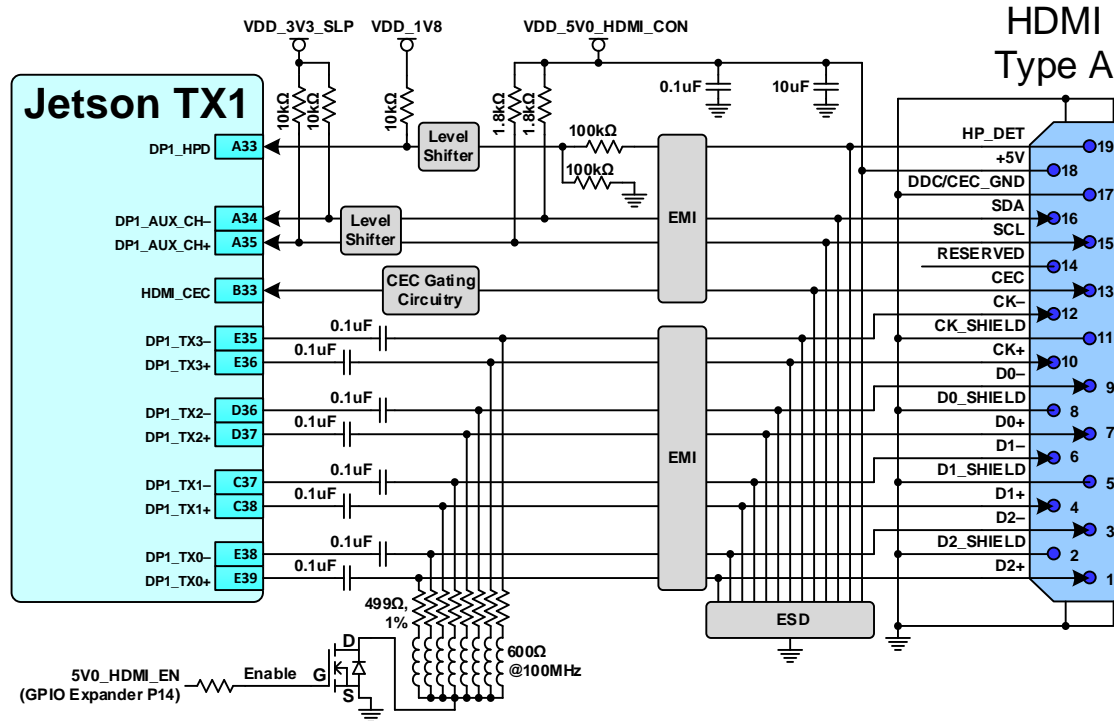 HDMI
Type A
VDD_3V3_SLP
VDD_1V8
VDD_5V0_HDMI_CON
Jetson TX1
10kΩ
10kΩ
10kΩ
1.8kΩ
1.8kΩ
0.1uF
10uF
DP1_HPD
A33
Level
Shifter
100kΩ
100kΩ
DP1_AUX_CH–
A34
DP1_AUX_CH+
A35
Level
Shifter
HDMI_CEC
B33
CEC Gating
Circuitry
EMI
DP1_TX3–
E35
0.1uF
DP1_TX3+
E36
0.1uF
DP1_TX2–
D36
0.1uF
DP1_TX2+
D37
0.1uF
DP1_TX1–
C37
0.1uF
DP1_TX1+
C38
0.1uF
DP1_TX0–
E38
0.1uF
DP1_TX0+
E39
0.1uF
EMI
HP_DET
19
+5V
18
DDC/CEC_GND
17
SDA
16
SCL
15
RESERVED
14
CEC
13
CK–
12
CK_SHIELD
11
CK+
10
D0–
9
D0_SHIELD
8
D0+
7
D1–
6
D1_SHIELD
5
D1+
4
D2–
3
D2_SHIELD
2
D2+
1
499Ω,
1%
600Ω
@100MHz
ESD
5V0_HDMI_EN
(GPIO Expander P14)
Enable
G
D
S